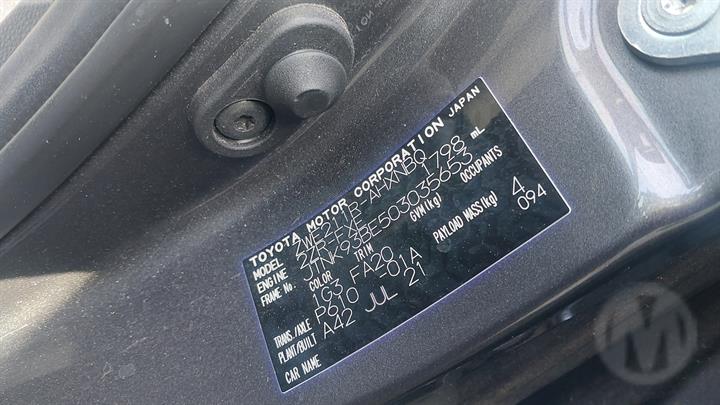 TOYOTA MOTOR CORPORATION JAPAN
MODEL ZWE211R-AHXNBQ
ENGINE 2ZR-FXE 1798 mL
FRAME No. JTNK93BE503035653
COLOR TRIM GVM(kg) OCCUPANTS
1G3 FA20 4
TRANS./AXLE P610 -01A PAYLOAD MASS(kg) 094
PLANT/BUILT A42 JUL 21
CAR NAME
M